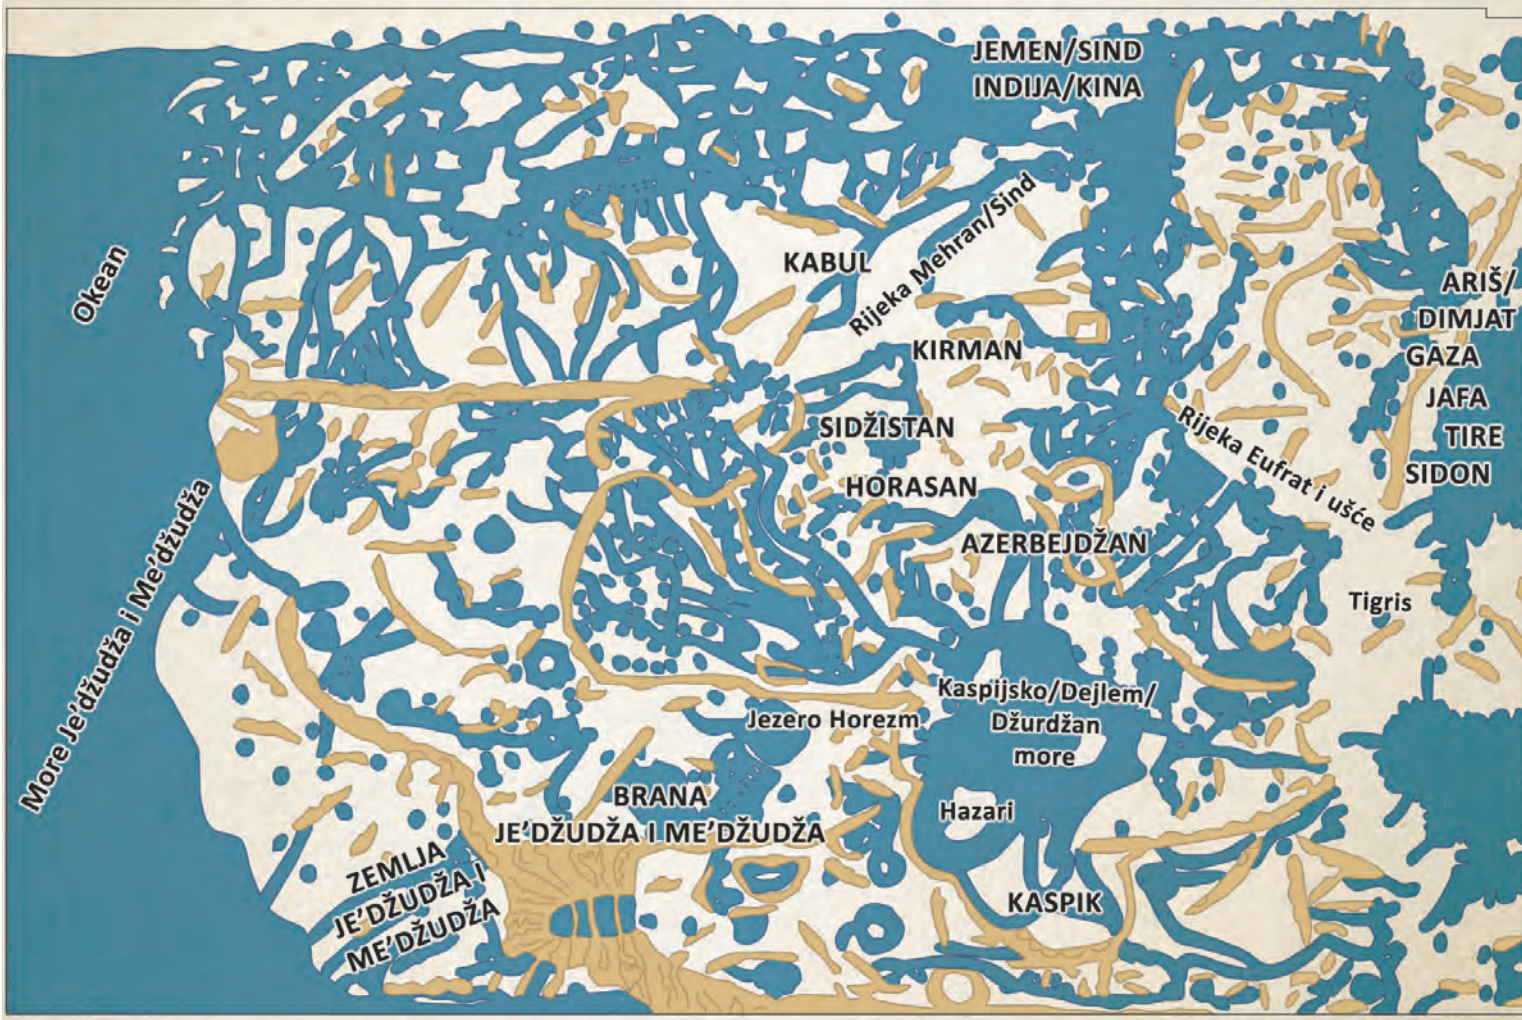 JEMEN/SIND
INDIJA/KINA
Okean
KABUL
Rijeka Mehran/Sind
ARIŠ/
DIMJAT
KIRMAN
GAZA
JAFA
SIDŽISTAN
Rijeka Eufrat i ušće
TIRE
SIDON
HORASAN
AZERBEJDŽAN
More Je’džudža i Me’džudža
Tigris
Kaspijsko/Dejlem/
Džurdžan
more
Jezero Horezm
BRANA
JE’DŽUDŽA I ME’DŽUDŽA
Hazari
ZEMLJA
JE’DŽUDŽA I
ME’DŽUDŽA
KASPIK